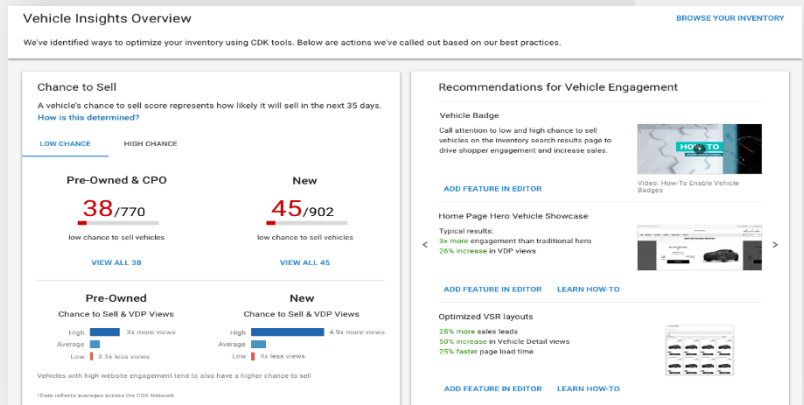 Vehicle Insights Overview
BROWSE YOUR INVENTORY
We've identified ways to optimize your inventory using CDK tools. Below are actions we've called out based on our best practices.
Chance to Sell
A vehicle's chance to sell score represents how likely it will sell in the next 35 days.
How is this determined?
LOW CHANCE
HIGH CHANCE
Pre-Owned & CPO
38/770
low chance to sell vehicles
VIEW ALL 38
New
45/902
low chance to sell vehicles
VIEW ALL 45
Pre-Owned
Chance to Sell & VDP Views
High 3x more views
Average
Low 3.3x less views
New
Chance to Sell & VDP Views
High 4.9x more views
Average
Low 4x less views
Vehicles with high website engagement tend to also have a higher chance to sell
*Data reflects averages across the CDK Network
Recommendations for Vehicle Engagement
Vehicle Badge
Call attention to low and high chance to sell
vehicles on the inventory search results page to
drive shopper engagement and increase sales.
HOW-TO
Video: How-To Enable Vehicle
Badges
ADD FEATURE IN EDITOR
Home Page Hero Vehicle Showcase
Typical results:
3x more engagement than traditional hero
26% increase in VDP views
ADD FEATURE IN EDITOR LEARN HOW-TO
Optimized VSR layouts
28% more sales leads
50% increase in Vehicle Detail views
25% faster page load time
ADD FEATURE IN EDITOR LEARN HOW-TO